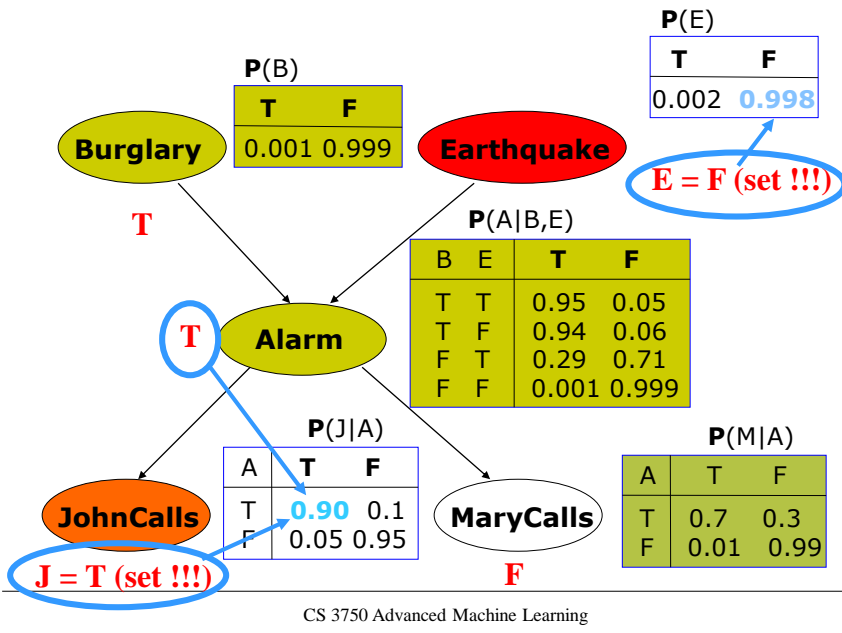 P(E)
T F
0.002 0.998
P(B)
T F
0.001 0.999
Burglary
Earthquake
E = F (set !!!)
T
P(A|B,E)
B E T F
T T 0.95 0.05
T F 0.94 0.06
F T 0.29 0.71
F F 0.001 0.999
T
Alarm
P(J|A)
A T F
T 0.90 0.1
F 0.05 0.95
P(M|A)
A T F
T 0.7 0.3
F 0.01 0.99
JohnCalls
MaryCalls
J = T (set !!!)
F
CS 3750 Advanced Machine Learning